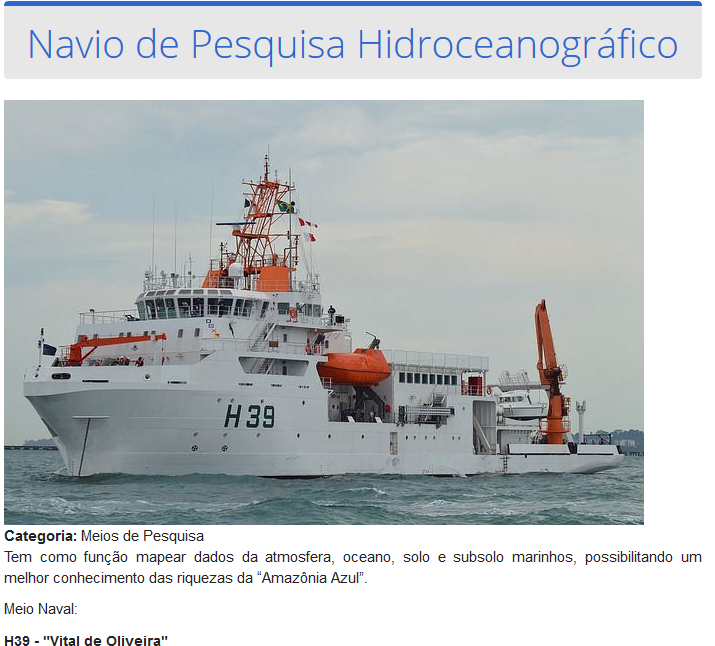 Navio de Pesquisa Hidroceanográfico
H 39
Categoria: Meios de Pesquisa
Tem como função mapear dados da atmosfera, oceano, solo e subsolo marinhos, possibilitando um
melhor conhecimento das riquezas da “Amazônia Azul”.
Meio Naval:
H39 - "Vital de Oliveira"